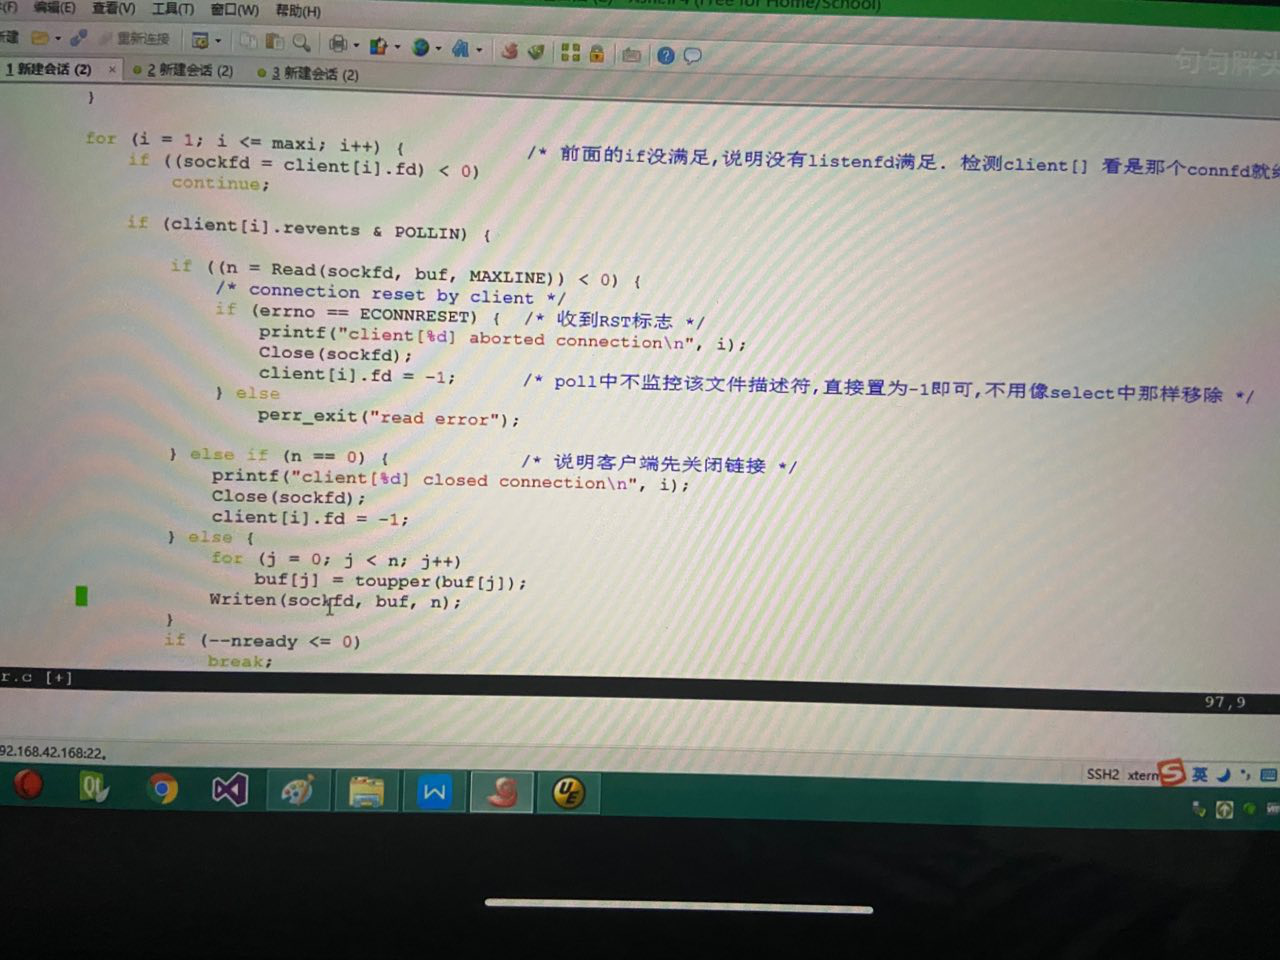 编辑(E) 查看(V) 工具(T) 窗口(W) 帮助(H)
重新连接
句句胖头
1 新建会话 (2) × 2 新建会话 (2) 3 新建会话 (2)
}
for (i = 1; i <= maxi; i++) { /* 前面的if没满足,说明没有listenfd满足. 检测client[] 看是那个connfd就
if ((sockfd = client[i].fd) < 0)
continue;
if (client[i].revents & POLLIN) {
if ((n = Read(sockfd, buf, MAXLINE)) < 0) {
/* connection reset by client */
if (errno == ECONNRESET) { /* 收到RST标志 */
printf("client[%d] aborted connection\n", i);
Close(sockfd);
client[i].fd = -1; /* poll中不监控该文件描述符,直接置为-1即可,不用像select中那样移除 */
} else
perr_exit("read error");
} else if (n == 0) { /* 说明客户端先关闭链接 */
printf("client[%d] closed connection\n", i);
Close(sockfd);
client[i].fd = -1;
} else {
for (j = 0; j < n; j++)
buf[j] = toupper(buf[j]);
Writen(sockfd, buf, n);
}
if (--nready <= 0)
break;
r.c [+] 97,9
92.168.42.168:22。
SSH2 xterm 英